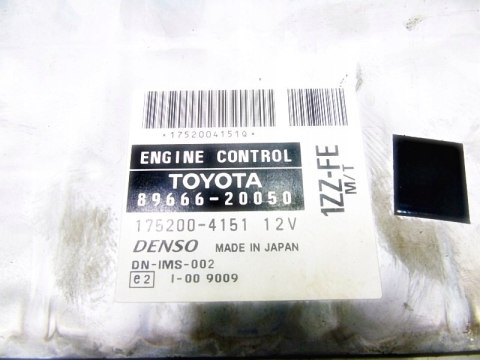 *1752004151Q*
ENGINE CONTROL
TOYOTA
89666-20050
175200-4151 12V
DENSO MADE IN JAPAN
DN-IMS-002
e2 I-00 9009
1ZZ-FE
M/T